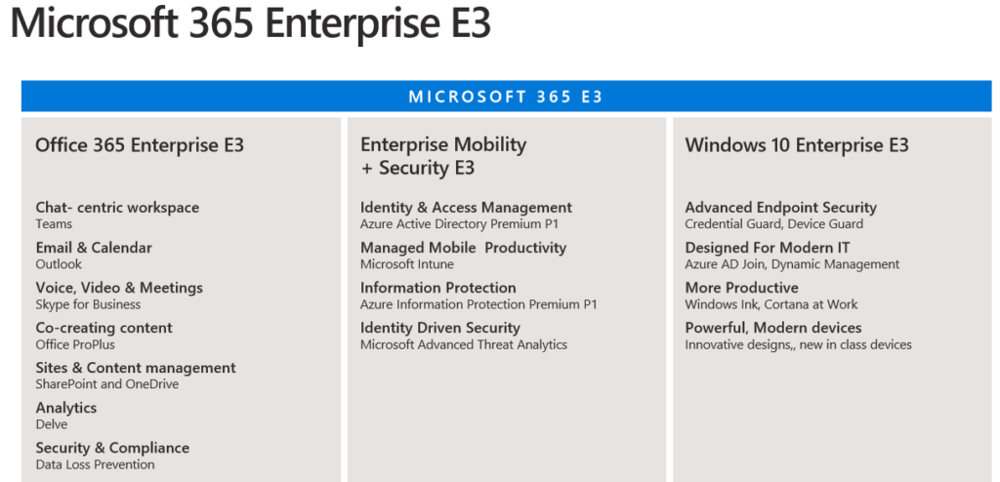 Microsoft 365 Enterprise E3
MICROSOFT 365 E3
Office 365 Enterprise E3
Chat- centric workspace
Teams
Email & Calendar
Outlook
Voice, Video & Meetings
Skype for Business
Co-creating content
Office ProPlus
Sites & Content management
SharePoint and OneDrive
Analytics
Delve
Security & Compliance
Data Loss Prevention
Enterprise Mobility
+ Security E3
Identity & Access Management
Azure Active Directory Premium P1
Managed Mobile Productivity
Microsoft Intune
Information Protection
Azure Information Protection Premium P1
Identity Driven Security
Microsoft Advanced Threat Analytics
Windows 10 Enterprise E3
Advanced Endpoint Security
Credential Guard, Device Guard
Designed For Modern IT
Azure AD Join, Dynamic Management
More Productive
Windows Ink, Cortana at Work
Powerful, Modern devices
Innovative designs,, new in class devices